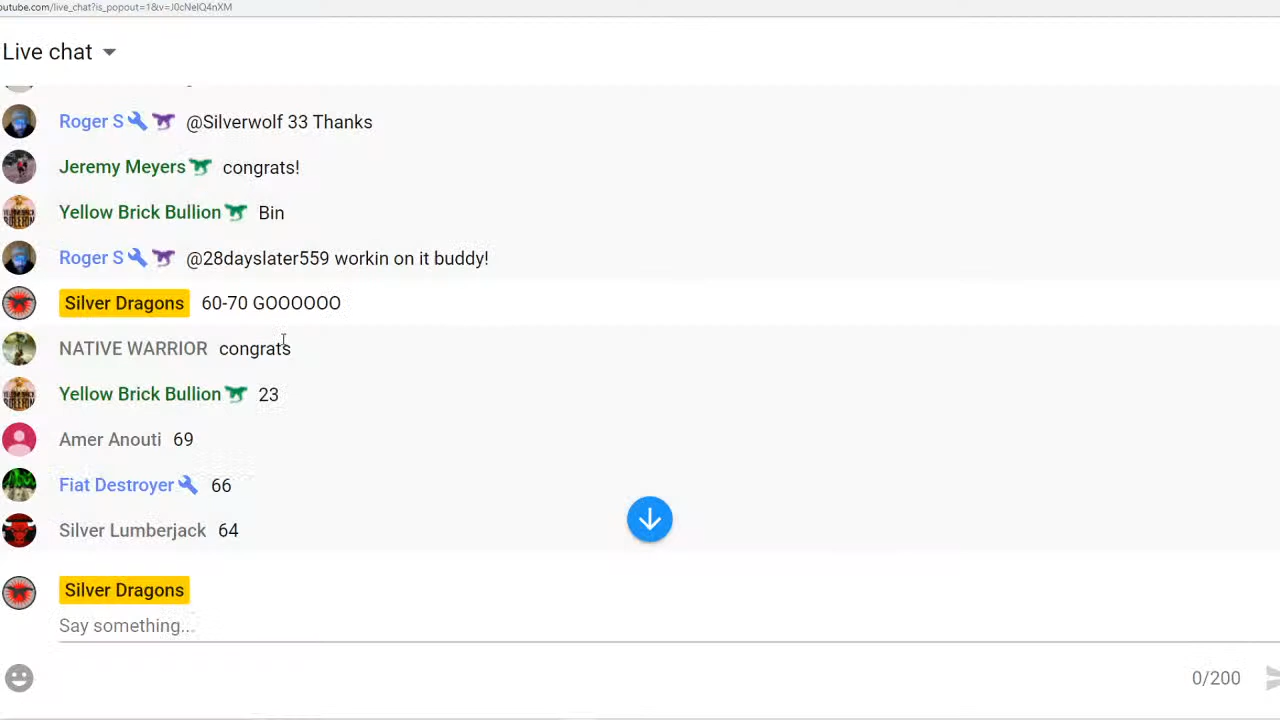 outube.com/live_chat?is_popout=1&v=J0cNeIQ4nXM
Live chat
Roger S @Silverwolf 33 Thanks
Jeremy Meyers congrats!
Yellow Brick Bullion Bin
Roger S @28dayslater559 workin on it buddy!
Silver Dragons 60-70 GOOOOOO
NATIVE WARRIOR congrats
Yellow Brick Bullion 23
Amer Anouti 69
Fiat Destroyer 66
Silver Lumberjack 64
Silver Dragons
Say something...
0/200